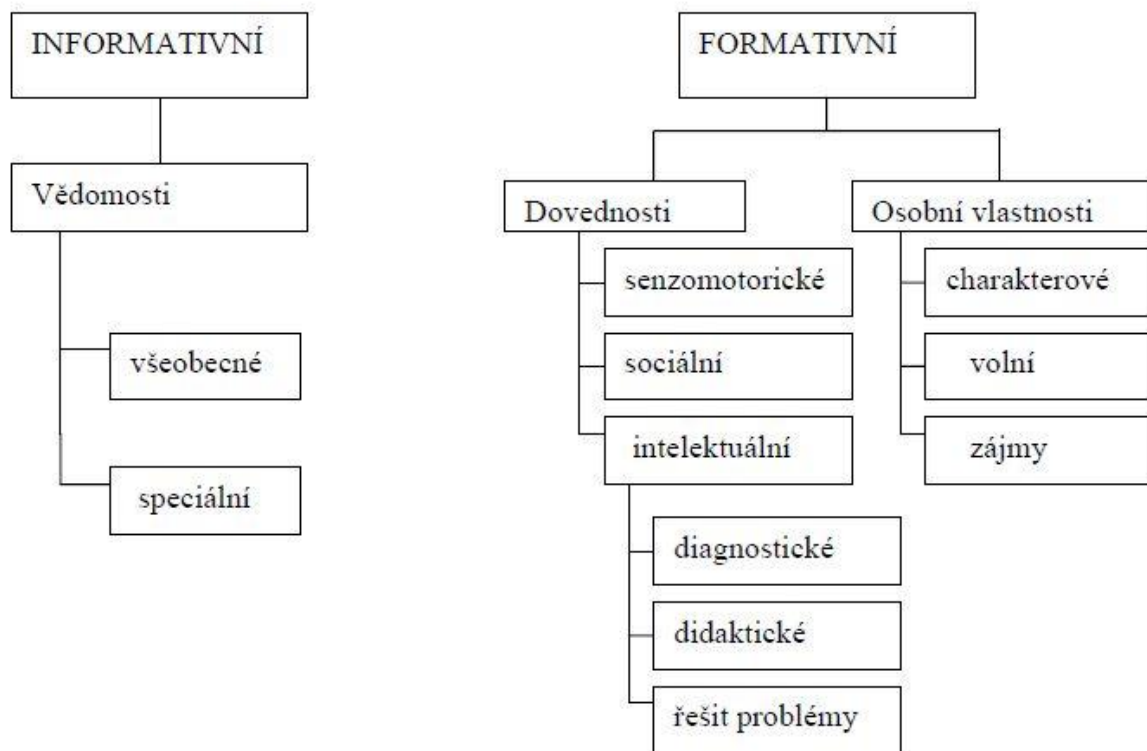 INFORMATIVNÍ
Vědomosti
všeobecné
speciální
FORMATIVNÍ
Dovednosti
senzomotorické
sociální
intelektuální
diagnostické
didaktické
řešit problémy
Osobní vlastnosti
charakterové
volní
zájmy